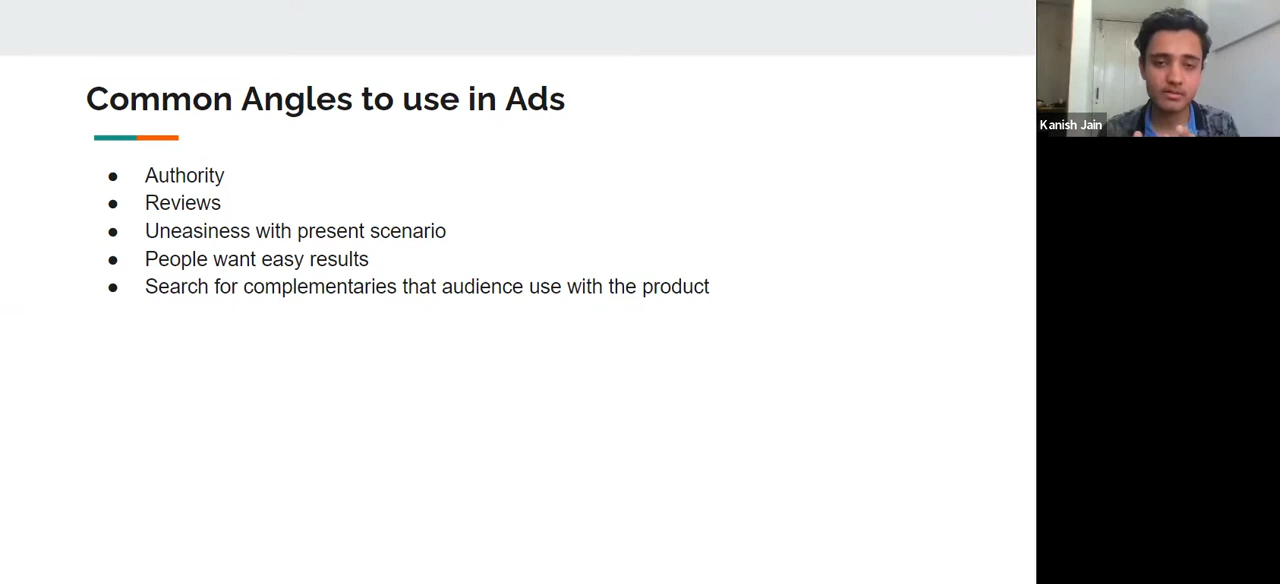 Common Angles to use in Ads
● Authority
● Reviews
● Uneasiness with present scenario
● People want easy results
● Search for complementaries that audience use with the product
Kanish Jain